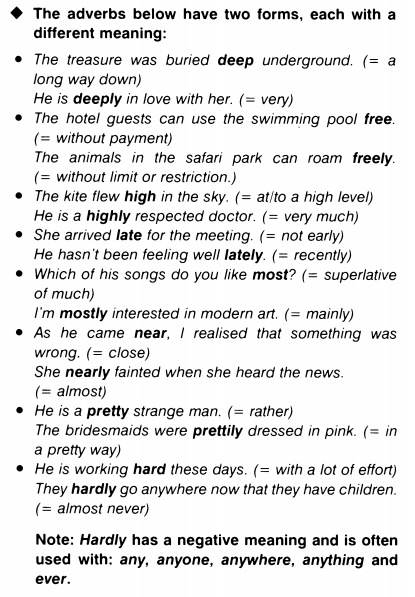 ◆ The adverbs below have two forms, each with a
different meaning:
• The treasure was buried deep underground. (= a
long way down)
He is deeply in love with her. (= very)
• The hotel guests can use the swimming pool free.
(= without payment)
The animals in the safari park can roam freely.
(= without limit or restriction.)
• The kite flew high in the sky. (= at/to a high level)
He is a highly respected doctor. (= very much)
• She arrived late for the meeting. (= not early)
He hasn't been feeling well lately. (= recently)
• Which of his songs do you like most? (= superlative
of much)
I'm mostly interested in modern art. (= mainly)
• As he came near, I realised that something was
wrong. (= close)
She nearly fainted when she heard the news.
(= almost)
• He is a pretty strange man. (= rather)
The bridesmaids were prettily dressed in pink. (= in
a pretty way)
• He is working hard these days. (= with a lot of effort)
They hardly go anywhere now that they have children.
(= almost never)
Note: Hardly has a negative meaning and is often
used with: any, anyone, anywhere, anything and
ever.